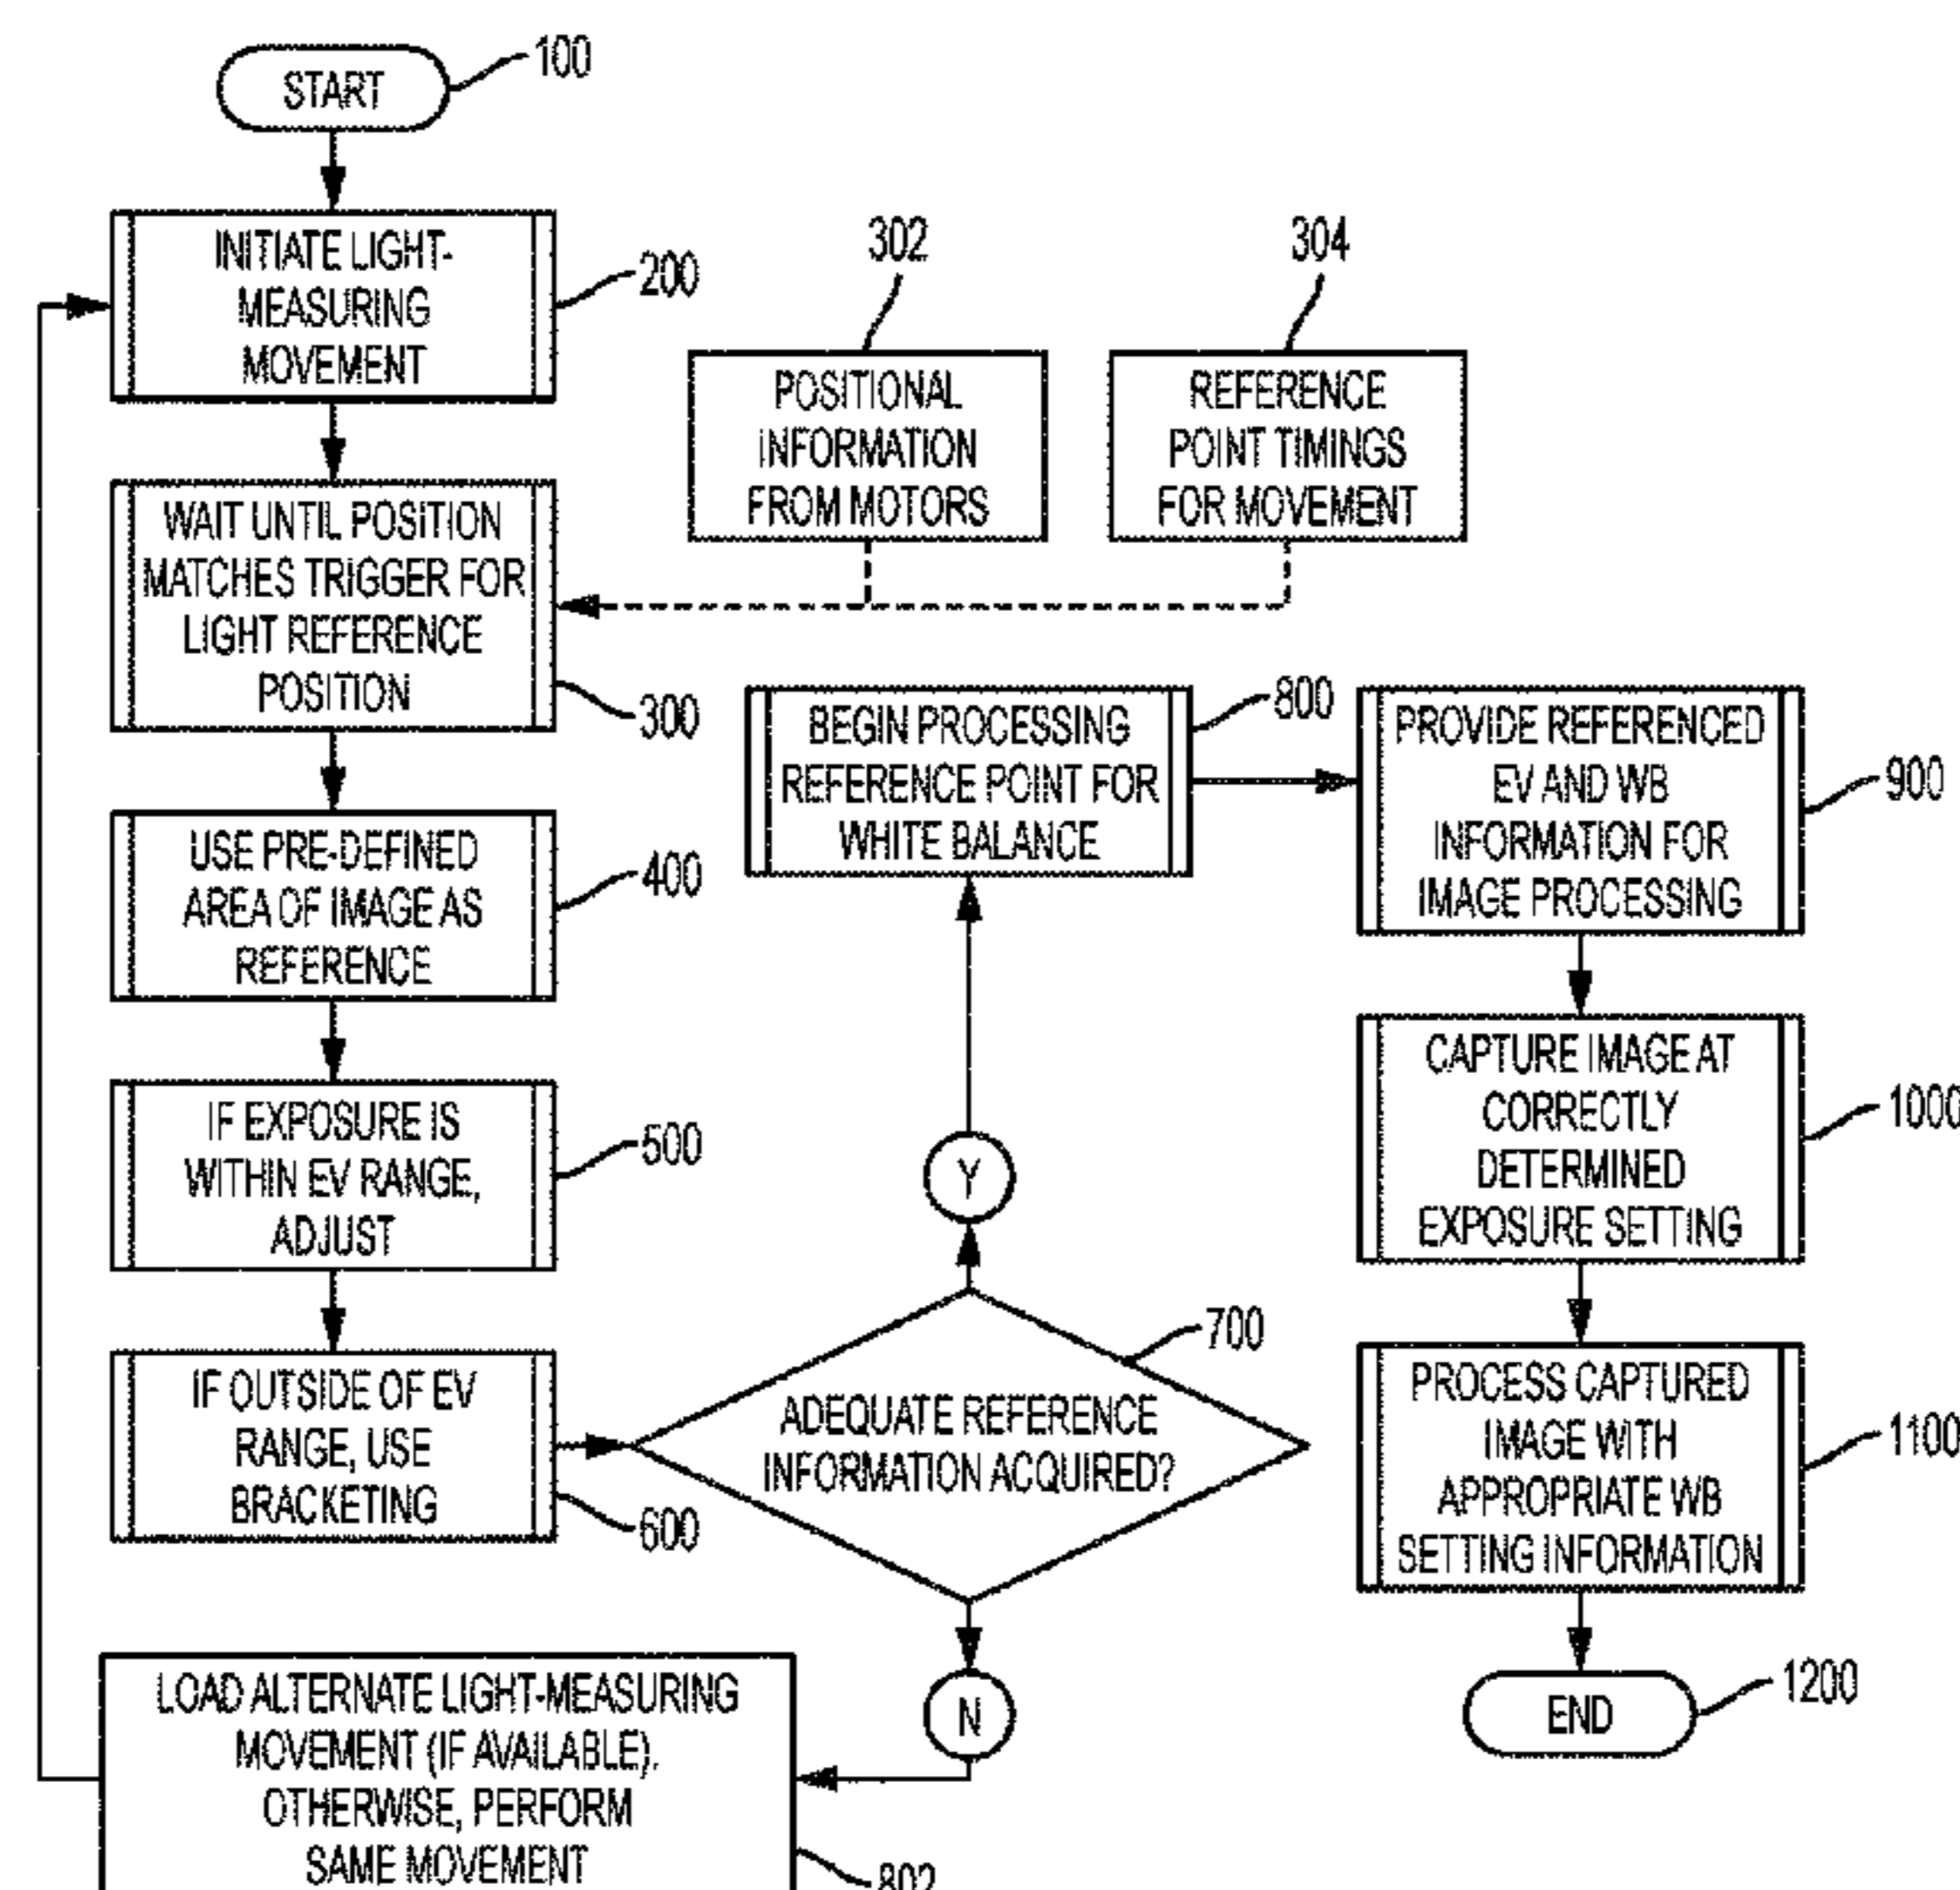 START
100
INITIATE LIGHT-
MEASURING
MOVEMENT
200
302
304
POSITIONAL
INFORMATION
FROM MOTORS
REFERENCE
POINT TIMINGS
FOR MOVEMENT
WAIT UNTIL POSITION
MATCHES TRIGGER FOR
LIGHT REFERENCE
POSITION
300
USE PRE-DEFINED
AREA OF IMAGE AS
REFERENCE
400
IF EXPOSURE IS
WITHIN EV RANGE,
ADJUST
500
IF OUTSIDE OF EV
RANGE, USE
BRACKETING
600
ADEQUATE REFERENCE
INFORMATION ACQUIRED?
700
Y
BEGIN PROCESSING
REFERENCE POINT FOR
WHITE BALANCE
800
PROVIDE REFERENCED
EV AND WB
INFORMATION FOR
IMAGE PROCESSING
900
CAPTURE IMAGE AT
CORRECTLY
DETERMINED
EXPOSURE SETTING
1000
PROCESS CAPTURED
IMAGE WITH
APPROPRIATE WB
SETTING INFORMATION
1100
END
1200
N
LOAD ALTERNATE LIGHT-MEASURING
MOVEMENT (IF AVAILABLE).
OTHERWISE, PERFORM
SAME MOVEMENT
802